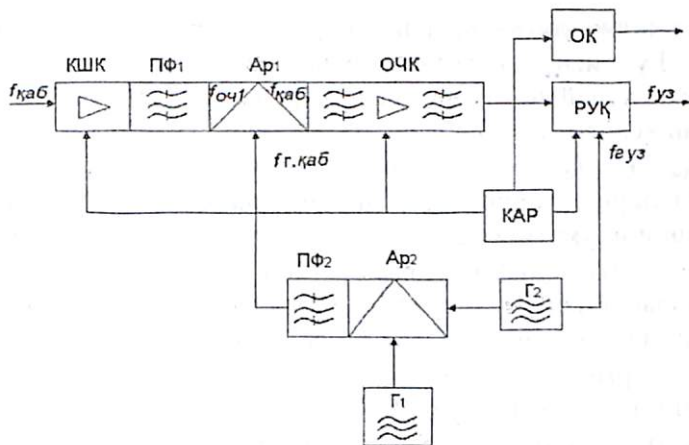 ОК
КШК ПФ1 Ар1 ОЧК
fқаб fоч1 fқаб fуз
РУҚ
fг.қаб fгуз
КАР
ПФ2 Ар2
Г2
Г1